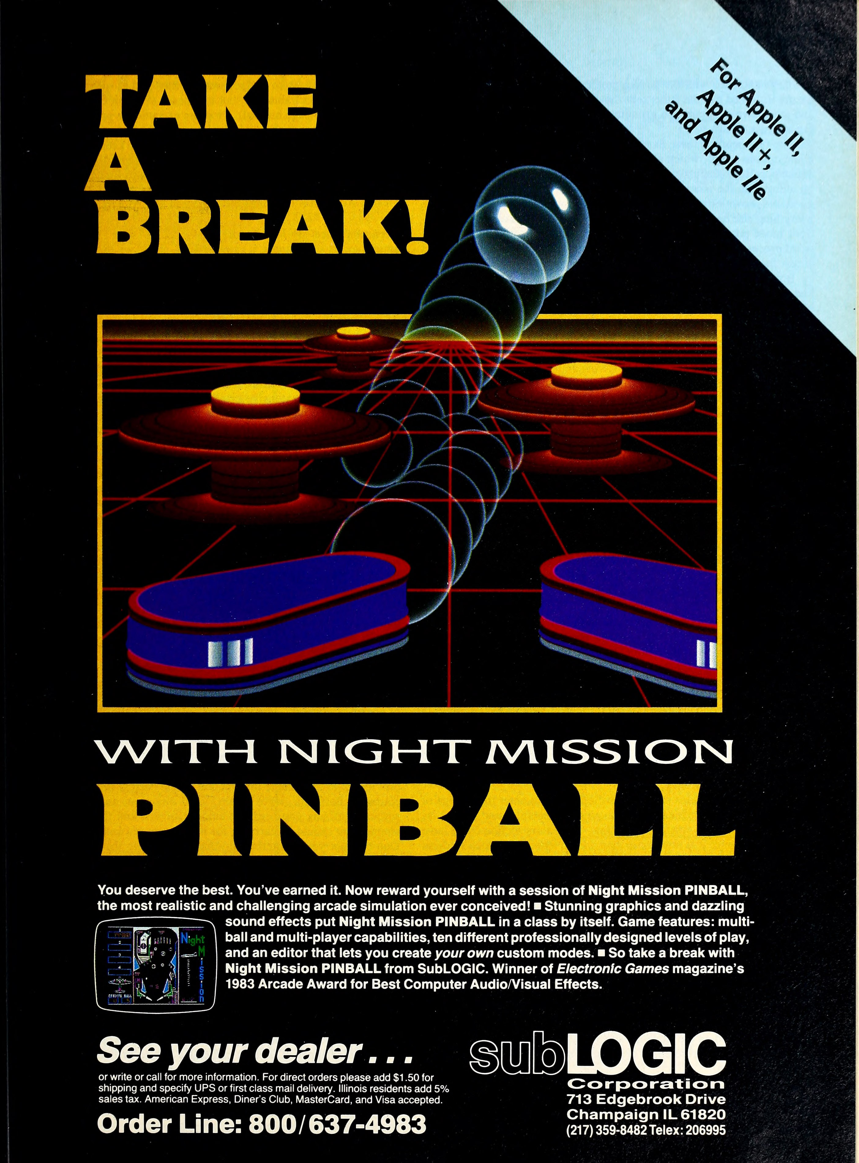 For Apple II,
Apple II+,
and Apple IIe
TAKE
A
BREAK!
WITH NIGHT MISSION
PINBALL
You deserve the best. You've earned it. Now reward yourself with a session of Night Mission PINBALL,
the most realistic and challenging arcade simulation ever conceived! ■ Stunning graphics and dazzling
sound effects put Night Mission PINBALL in a class by itself. Game features: multi-
ball and multi-player capabilities, ten different professionally designed levels of play,
and an editor that lets you create your own custom modes. ■ So take a break with
Night Mission PINBALL from SubLOGIC. Winner of Electronic Games magazine's
1983 Arcade Award for Best Computer Audio/Visual Effects.
Night
MISSION
See your dealer . . .
or write or call for more information. For direct orders please add $1.50 for
shipping and specify UPS or first class mail delivery. Illinois residents add 5%
sales tax. American Express, Diner's Club, MasterCard, and Visa accepted.
Order Line: 800/637-4983
subLOGIC
Corporation
713 Edgebrook Drive
Champaign IL 61820
(217) 359-8482 Telex: 206995